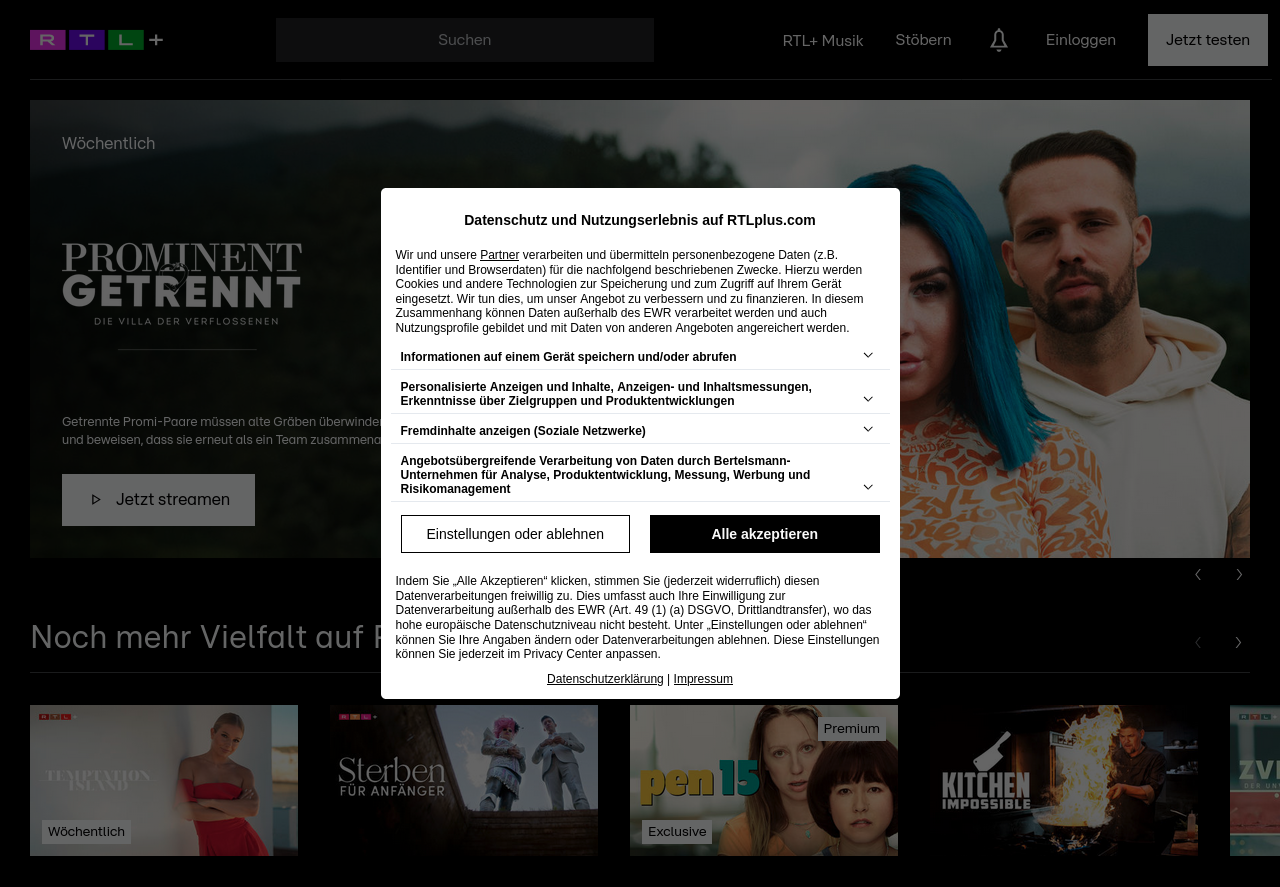 RTL+
Suchen
RTL+ Musik
Stöbern
Einloggen
Jetzt testen
Wöchentlich
PROMINENT
GETRENNT
DIE VILLA DER VERFLOSSENEN
Getrennte Promi-Paare müssen alte Gräben überwinden
und beweisen, dass sie erneut als ein Team zusammena
Jetzt streamen
Datenschutz und Nutzungserlebnis auf RTLplus.com
Wir und unsere Partner verarbeiten und übermitteln personenbezogene Daten (z.B.
Identifier und Browserdaten) für die nachfolgend beschriebenen Zwecke. Hierzu werden
Cookies und andere Technologien zur Speicherung und zum Zugriff auf Ihrem Gerät
eingesetzt. Wir tun dies, um unser Angebot zu verbessern und zu finanzieren. In diesem
Zusammenhang können Daten außerhalb des EWR verarbeitet werden und auch
Nutzungsprofile gebildet und mit Daten von anderen Angeboten angereichert werden.
Informationen auf einem Gerät speichern und/oder abrufen
Personalisierte Anzeigen und Inhalte, Anzeigen- und Inhaltsmessungen,
Erkenntnisse über Zielgruppen und Produktentwicklungen
Fremdinhalte anzeigen (Soziale Netzwerke)
Angebotsübergreifende Verarbeitung von Daten durch Bertelsmann-
Unternehmen für Analyse, Produktentwicklung, Messung, Werbung und
Risikomanagement
Einstellungen oder ablehnen
Alle akzeptieren
Indem Sie „Alle Akzeptieren“ klicken, stimmen Sie (jederzeit widerruflich) diesen
Datenverarbeitungen freiwillig zu. Dies umfasst auch Ihre Einwilligung zur
Datenverarbeitung außerhalb des EWR (Art. 49 (1) (a) DSGVO, Drittlandtransfer), wo das
hohe europäische Datenschutzniveau nicht besteht. Unter „Einstellungen oder ablehnen“
können Sie Ihre Angaben ändern oder Datenverarbeitungen ablehnen. Diese Einstellungen
können Sie jederzeit im Privacy Center anpassen.
Datenschutzerklärung | Impressum
Noch mehr Vielfalt auf
RTL+
TEMPTATION
ISLAND
Wöchentlich
RTL+
Sterben
FÜR ANFÄNGER
Premium
pen15
Exclusive
KITCHEN
IMPOSSIBLE
RTL+